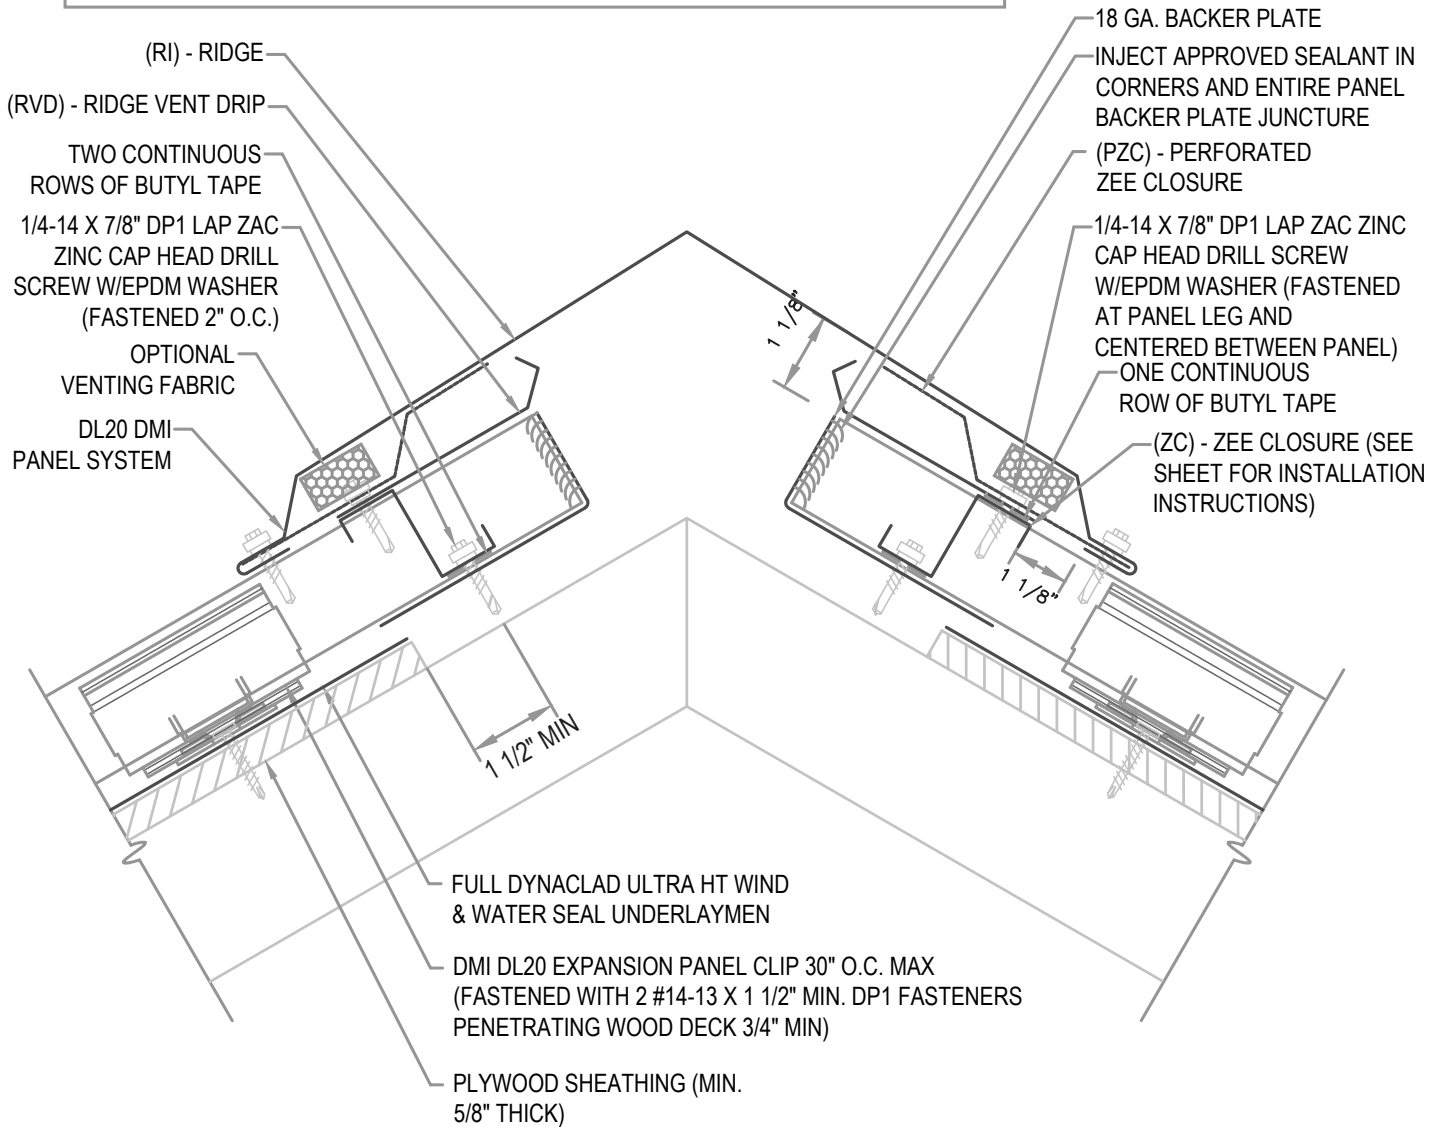 (RI) - RIDGE
(RVD) - RIDGE VENT DRIP
TWO CONTINUOUS
ROWS OF BUTYL TAPE
1/4-14 X 7/8" DP1 LAP ZAC
ZINC CAP HEAD DRILL
SCREW W/EPDM WASHER
(FASTENED 2" O.C.)
OPTIONAL
VENTING FABRIC
DL20 DMI
PANEL SYSTEM
18 GA. BACKER PLATE
INJECT APPROVED SEALANT IN
CORNERS AND ENTIRE PANEL
BACKER PLATE JUNCTURE
(PZC) - PERFORATED
ZEE CLOSURE
1/4-14 X 7/8" DP1 LAP ZAC ZINC
CAP HEAD DRILL SCREW
W/EPDM WASHER (FASTENED
AT PANEL LEG AND
CENTERED BETWEEN PANEL)
ONE CONTINUOUS
ROW OF BUTYL TAPE
(ZC) - ZEE CLOSURE (SEE
SHEET FOR INSTALLATION
INSTRUCTIONS)
1 1/8"
1 1/8"
1 1/2" MIN
FULL DYNACLAD ULTRA HT WIND
& WATER SEAL UNDERLAYMEN
DMI DL20 EXPANSION PANEL CLIP 30" O.C. MAX
(FASTENED WITH 2 #14-13 X 1 1/2" MIN. DP1 FASTENERS
PENETRATING WOOD DECK 3/4" MIN)
PLYWOOD SHEATHING (MIN.
5/8" THICK)